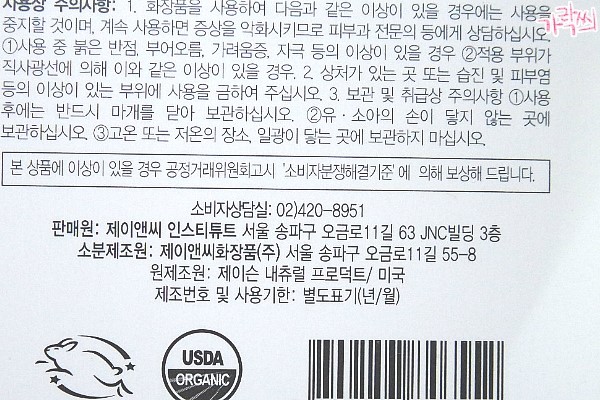 사용상 주의사항: 1. 화장품을 사용하여 다음과 같은 이상이 있을 경우에는 사용을
중지할 것이며, 계속 사용하면 증상을 악화시키므로 피부과 전문의 등에게 상담하십시오.
①사용 중 붉은 반점, 부어오름, 가려움증, 자극 등의 이상이 있을 경우 ②적용 부위가
직사광선에 의해 이와 같은 이상이 있을 경우. 2. 상처가 있는 곳 또는 습진 및 피부염
등의 이상이 있는 부위에 사용을 금하여 주십시오. 3. 보관 및 취급상 주의사항 ①사용
후에는 반드시 마개를 닫아 보관하십시오. ②유·소아의 손이 닿지 않는 곳에
보관하십시오. ③고온 또는 저온의 장소, 일광이 닿는 곳에 보관하지 마십시오.
본 상품에 이상이 있을 경우 공정거래위원회고시 '소비자분쟁해결기준'에 의해 보상해 드립니다.
소비자상담실: 02)420-8951
판매원: 제이앤씨 인스티튜트 서울 송파구 오금로11길 63 JNC빌딩 3층
소분제조원: 제이앤씨화장품(주) 서울 송파구 오금로11길 55-8
원제조원: 제이슨 내츄럴 프로덕트/ 미국
제조번호 및 사용기한: 별도표기(년/월)
USDA
ORGANIC
가락씨